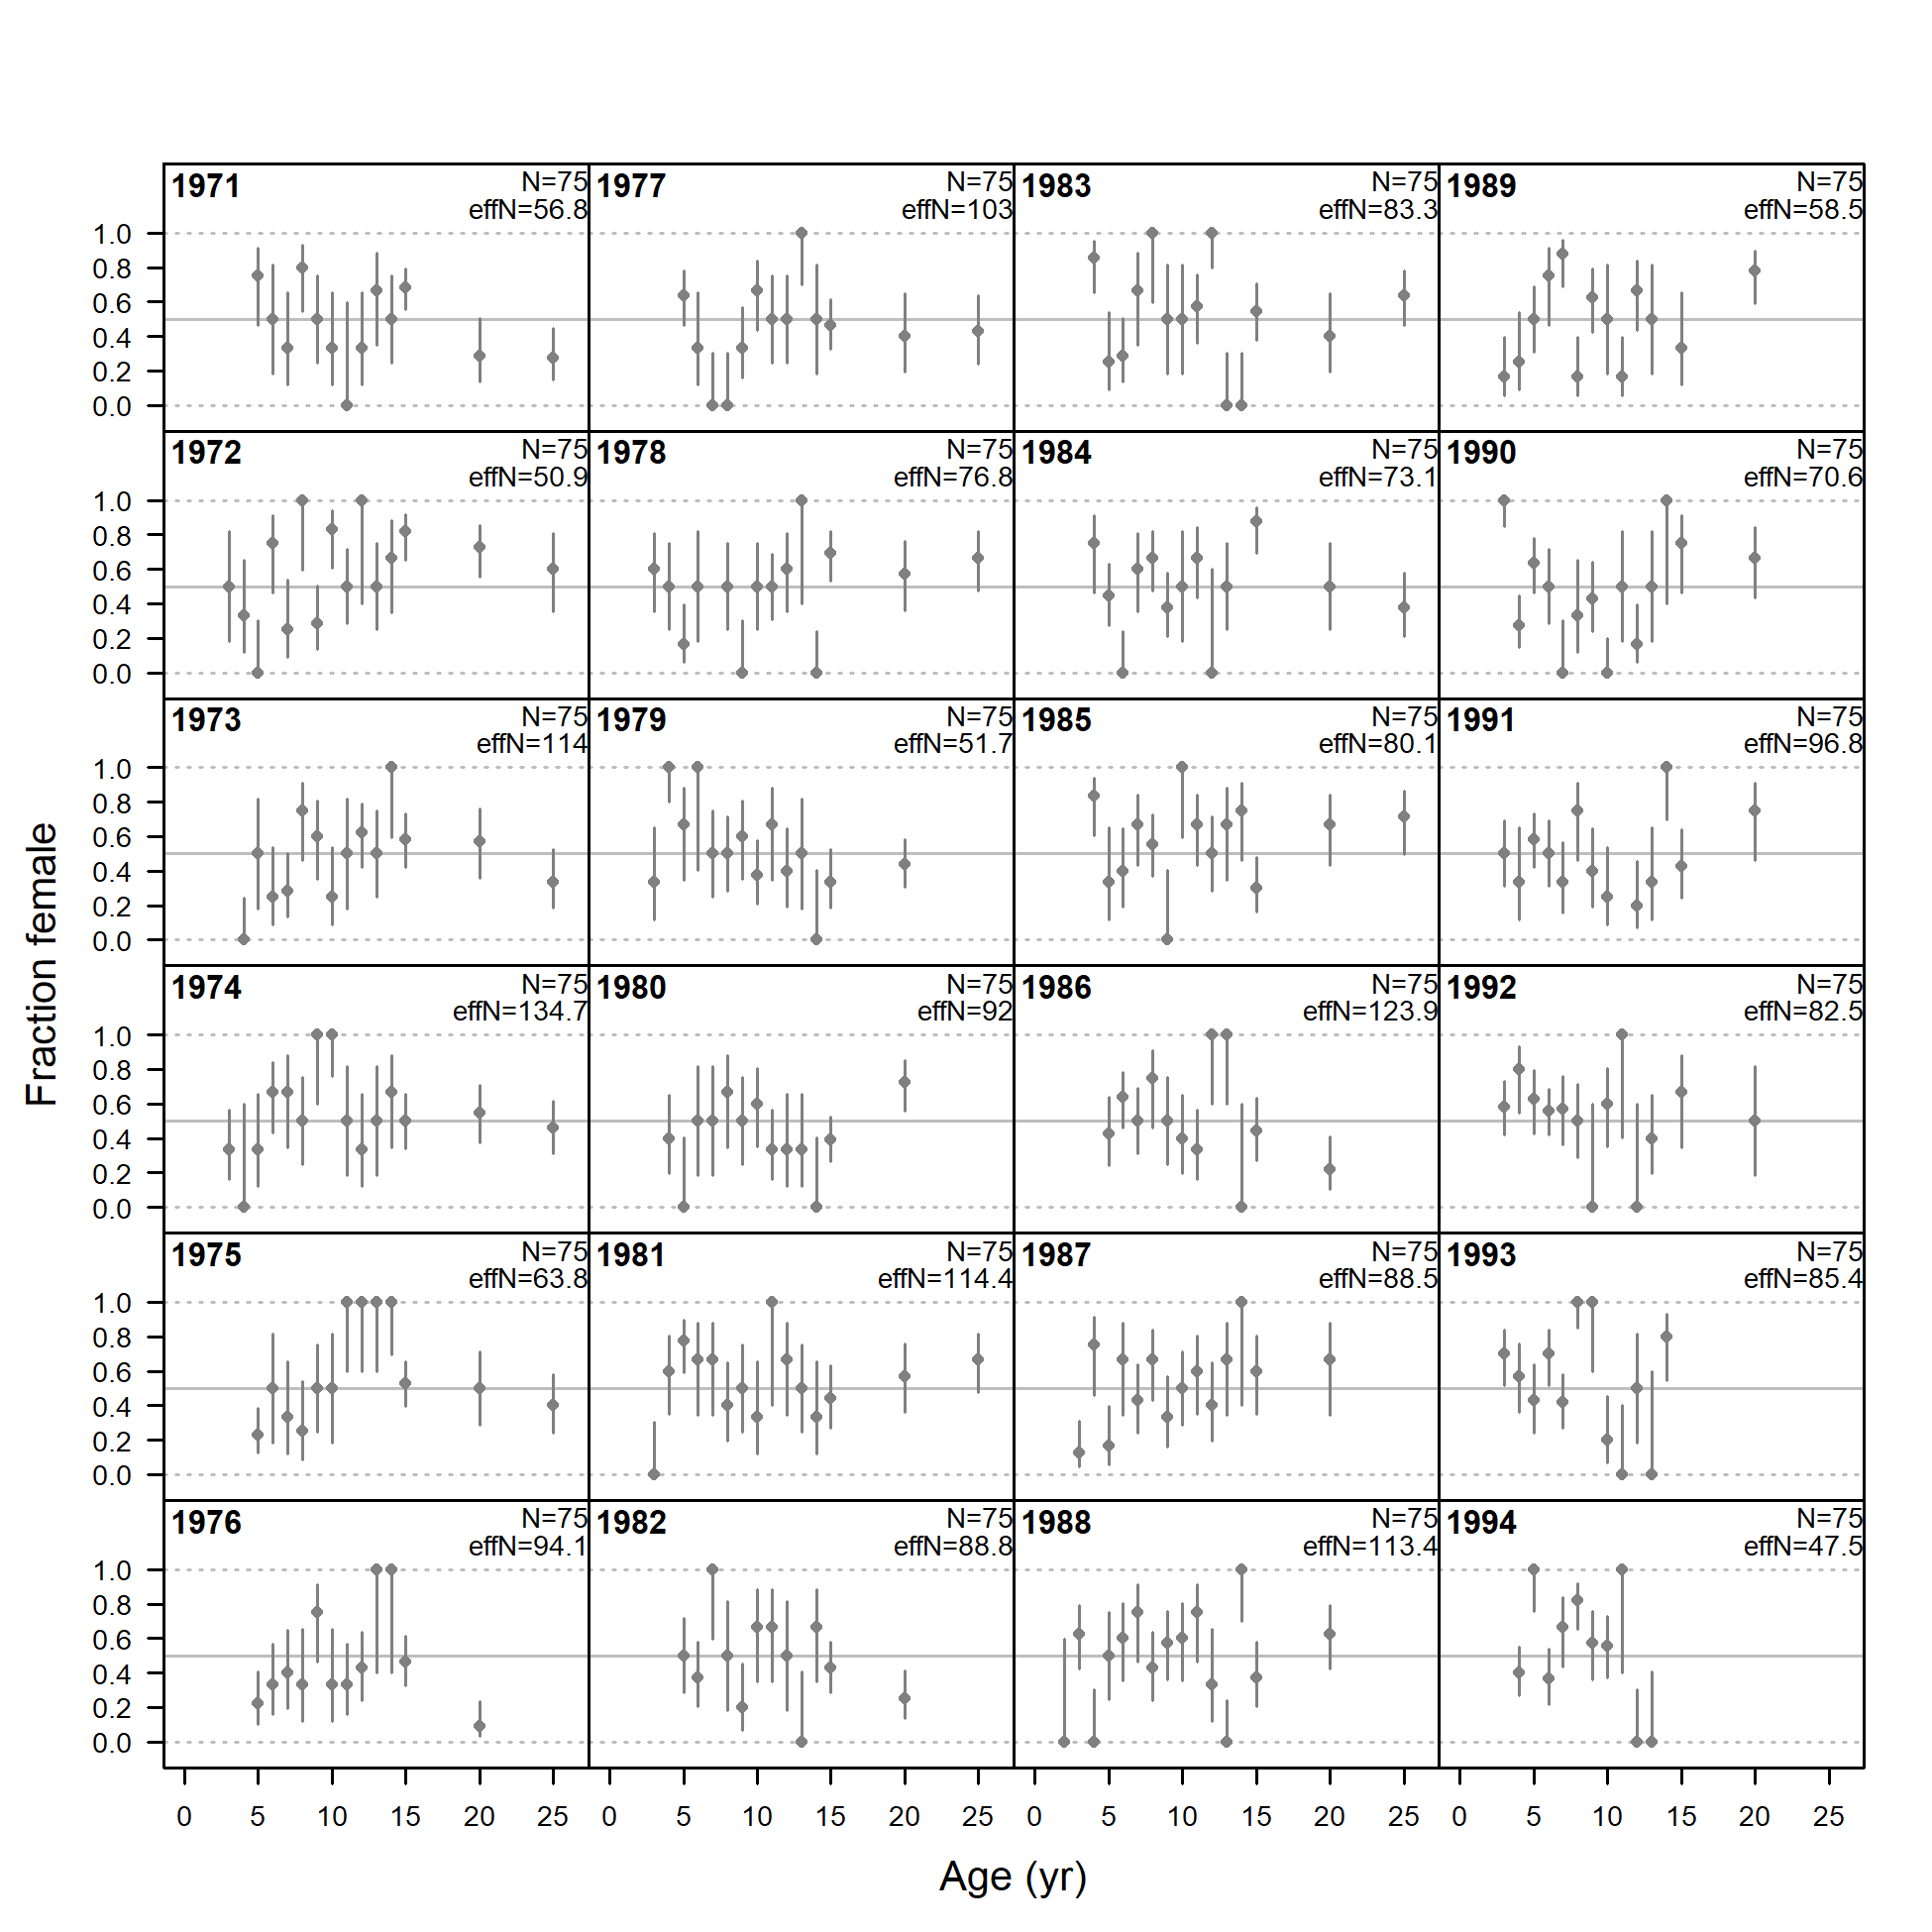 1971 N=75 1977 N=75 1983 N=75 1989 N=75
effN=56.8 effN=103 effN=83.3 effN=58.5
1.0
0.8
0.6
0.4
0.2
0.0
1972 N=75 1978 N=75 1984 N=75 1990 N=75
effN=50.9 effN=76.8 effN=73.1 effN=70.6
1.0
0.8
0.6
0.4
0.2
0.0
1973 N=75 1979 N=75 1985 N=75 1991 N=75
effN=114 effN=51.7 effN=80.1 effN=96.8
1.0
0.8
0.6
0.4
0.2
0.0
Fraction female
1974 N=75 1980 N=75 1986 N=75 1992 N=75
effN=134.7 effN=92 effN=123.9 effN=82.5
1.0
0.8
0.6
0.4
0.2
0.0
1975 N=75 1981 N=75 1987 N=75 1993 N=75
effN=63.8 effN=114.4 effN=88.5 effN=85.4
1.0
0.8
0.6
0.4
0.2
0.0
1976 N=75 1982 N=75 1988 N=75 1994 N=75
effN=94.1 effN=88.8 effN=113.4 effN=47.5
1.0
0.8
0.6
0.4
0.2
0.0
0 5 10 15 20 25 0 5 10 15 20 25 0 5 10 15 20 25 0 5 10 15 20 25
Age (yr)